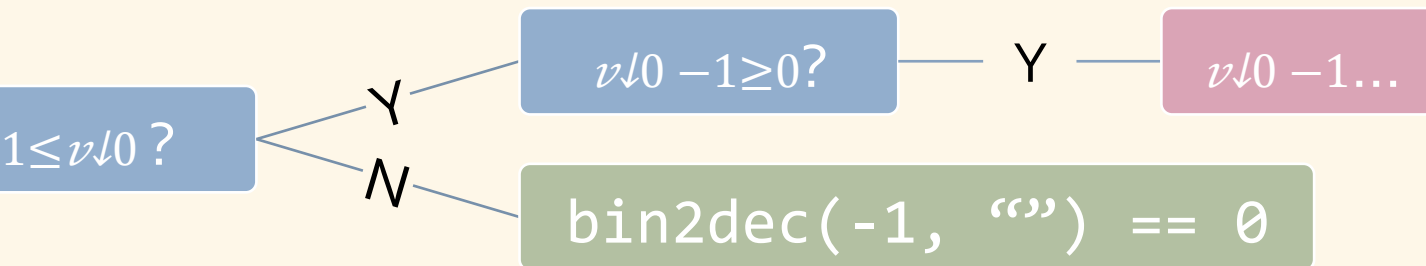 1≤𝑣↓0 ?
Y
𝑣↓0 −1≥0?
Y
𝑣↓0 −1…
N
bin2dec(-1, “”) == 0